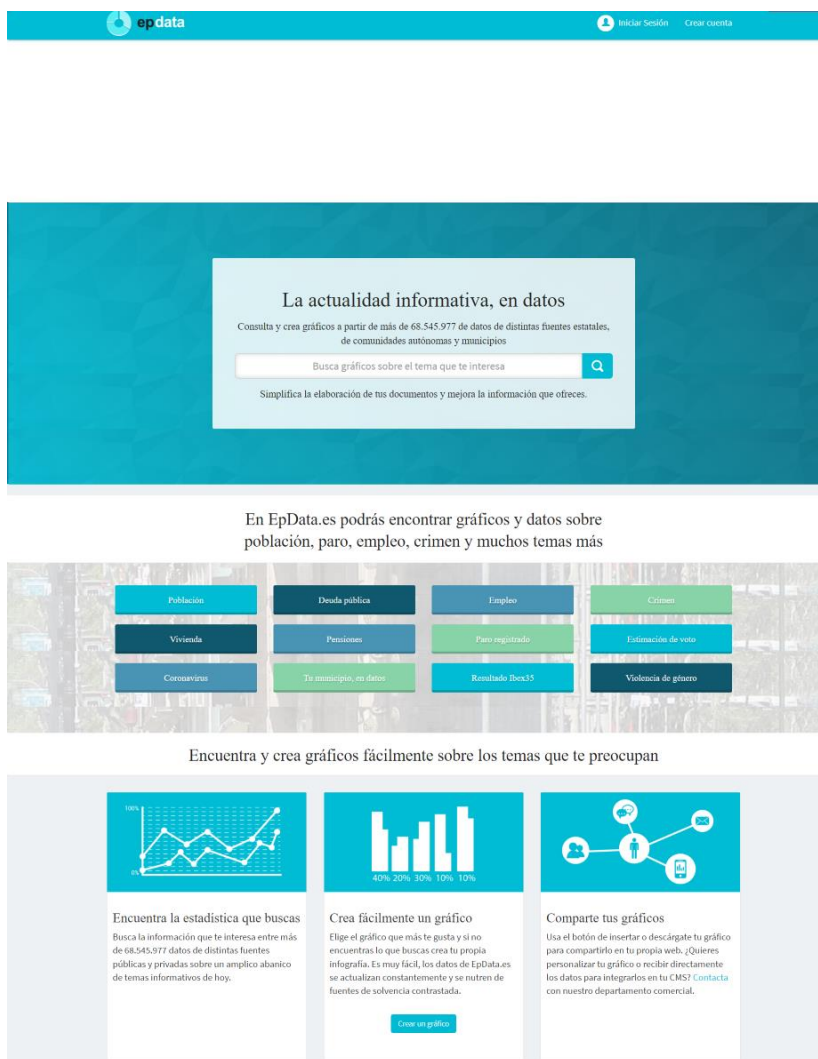 epdata
Iniciar Sesión Crear cuenta
La actualidad informativa, en datos
Consulta y crea gráficos a partir de más de 68.545.977 de datos de distintas fuentes estatales,
de comunidades autónomas y municipios
Busca gráficos sobre el tema que te interesa
Simplifica la elaboración de tus documentos y mejora la información que ofreces.
En EpData.es podrás encontrar gráficos y datos sobre
población, paro, empleo, crimen y muchos temas más
Población
Deuda pública
Empleo
Crimen
Vivienda
Pensiones
Paro registrado
Estimación de voto
Coronavirus
Tu municipio, en datos
Resultado Ibex35
Violencia de género
Encuentra y crea gráficos fácilmente sobre los temas que te preocupan
100%
0%
Encuentra la estadistica que buscas
Busca la información que te interesa entre más
de 68.545.977 datos de distintas fuentes
públicas y privadas sobre un amplico abanico
de temas informativos de hoy.
40% 20% 30% 10% 10%
Crea fácilmente un gráfico
Elige el gráfico que más te gusta y si no
encuentras lo que buscas crea tu propia
infografía. Es muy fácil, los datos de EpData.es
se actualizan constantemente y se nutren de
fuentes de solvencia contrastada.
Crear un gráfico
Comparte tus gráficos
Usa el botón de insertar o descárgate tu gráfico
para compartirlo en tu propia web. ¿Quieres
personalizar tu gráfico o recibir directamente
los datos para integrarlos en tu CMS? Contacta
con nuestro departamento comercial.